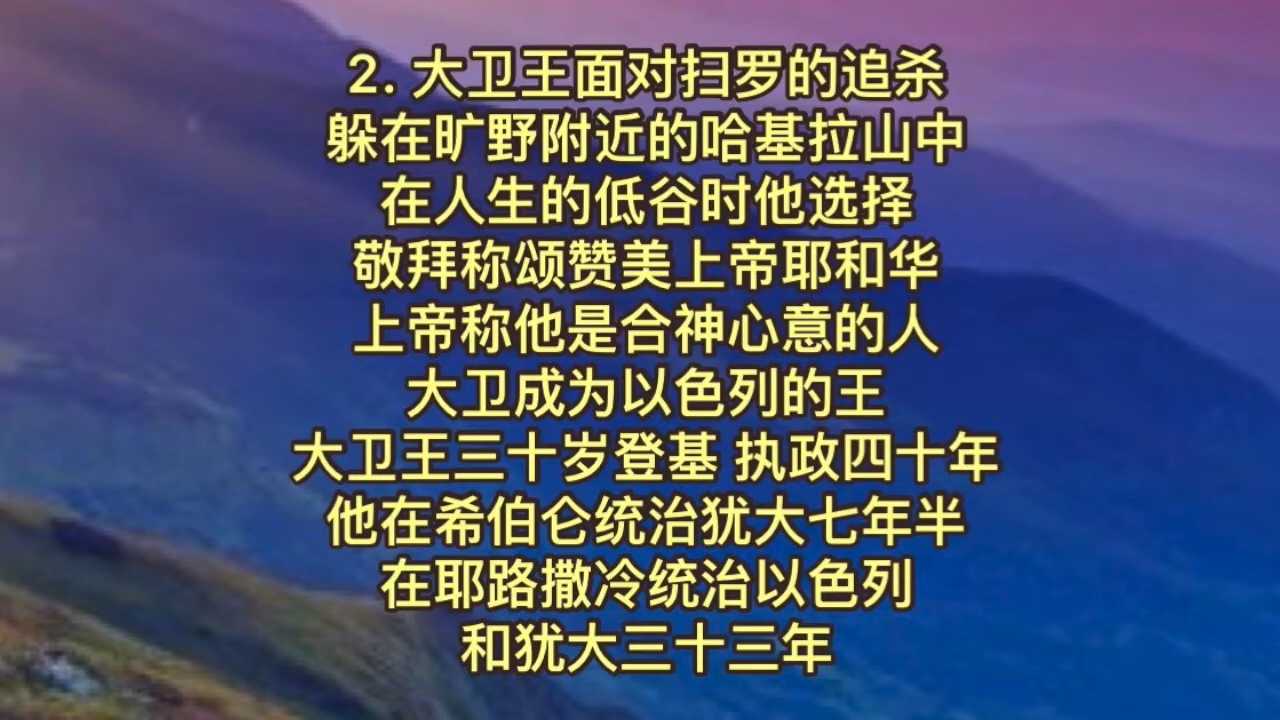 2. 大卫王面对扫罗的追杀
躲在旷野附近的哈基拉山中
在人生的低谷时他选择
敬拜称颂赞美上帝耶和华
上帝称他是合神心意的人
大卫成为以色列的王
大卫王三十岁登基 执政四十年
他在希伯仑统治犹大七年半
在耶路撒冷统治以色列
和犹大三十三年